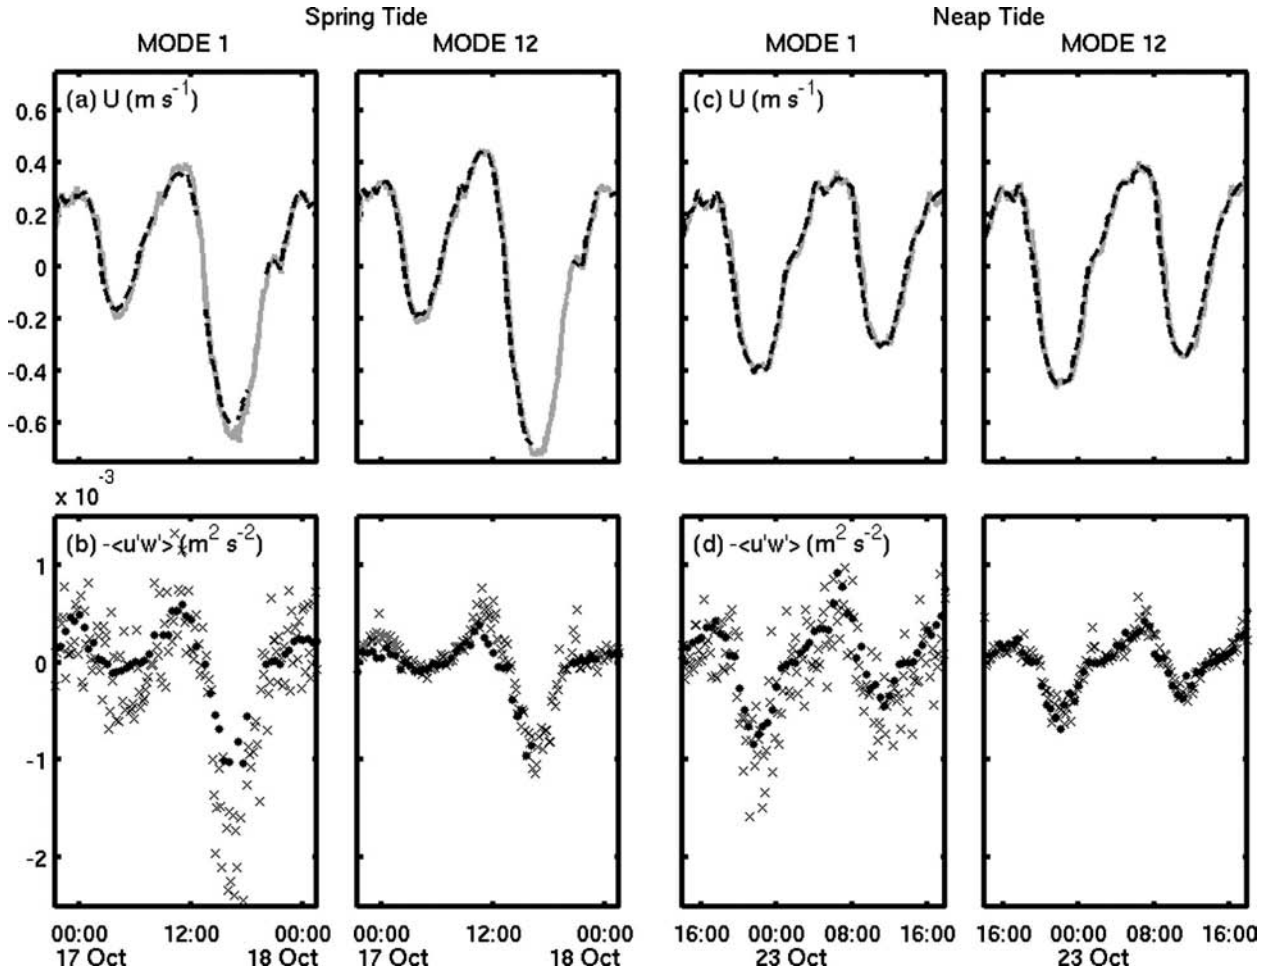 Spring Tide Neap Tide
MODE 1 MODE 12 MODE 1 MODE 12
(a) U (m s⁻¹) (c) U (m s⁻¹)
0.6
0.4
0.2
0
-0.2
-0.4
-0.6
x 10⁻³
(b) -<u'w'> (m² s⁻²) (d) -<u'w'> (m² s⁻²)
1
0
-1
-2
00:00 12:00 00:00 00:00 12:00 00:00 16:00 00:00 08:00 16:00 16:00 00:00 08:00 16:00
17 Oct 18 Oct 17 Oct 18 Oct 23 Oct 23 Oct